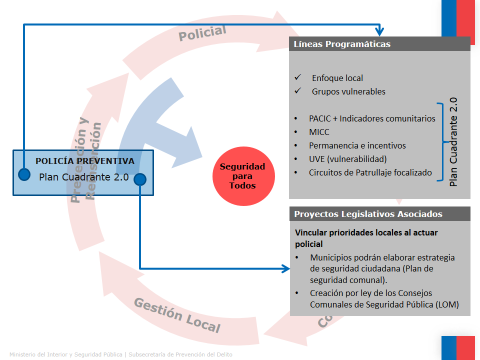 Policial
Líneas Programáticas
✓ Enfoque local
✓ Grupos vulnerables
• PACIC + Indicadores comunitarios
• MICC
• Permanencia e incentivos
• UVE (vulnerabilidad)
• Circuitos de Patrullaje focalizado
Plan Cuadrante 2.0
y
POLICÍA PREVENTIVA
Plan Cuadrante 2.0
Seguridad
para
Todos
Proyectos Legislativos Asociados
Vincular prioridades locales al actuar
policial
• Municipios podrán elaborar estrategia
de seguridad ciudadana (Plan de
seguridad comunal).
• Creación por ley de los Consejos
Comunales de Seguridad Pública (LOM)
Gestión Local
Ministerio del Interior y Seguridad Pública | Subsecretaría de Prevención del Delito